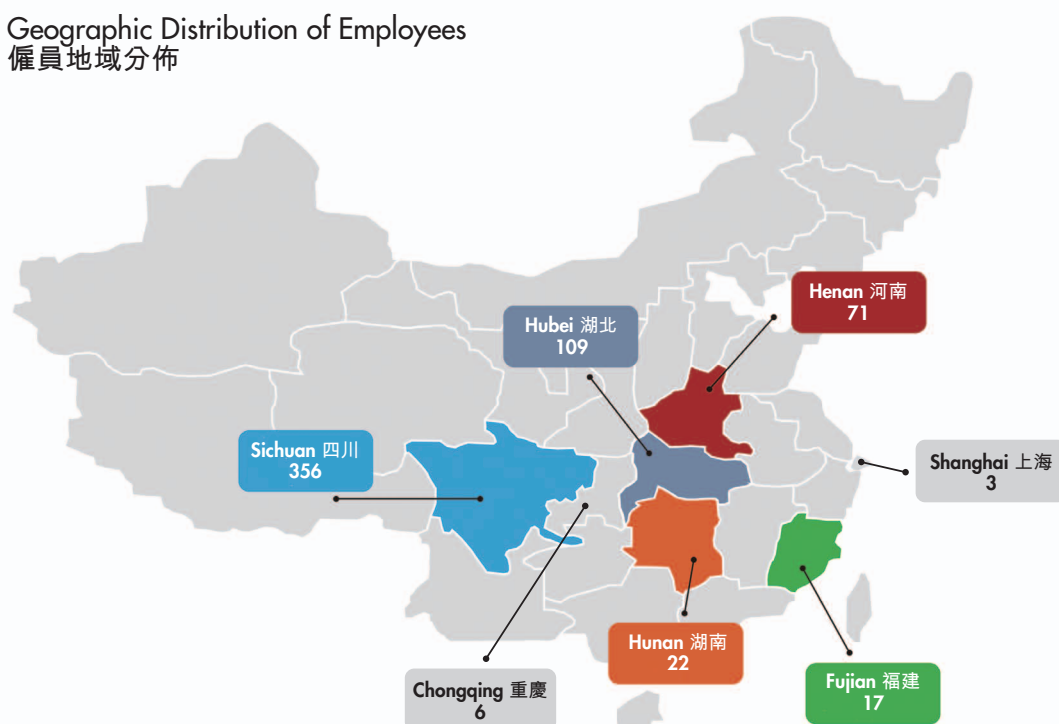 Geographic Distribution of Employees
僱員地域分佈
Henan 河南
71
Hubei 湖北
109
Sichuan 四川
356
Shanghai 上海
3
Hunan 湖南
22
Chongqing 重慶
6
Fujian 福建
17